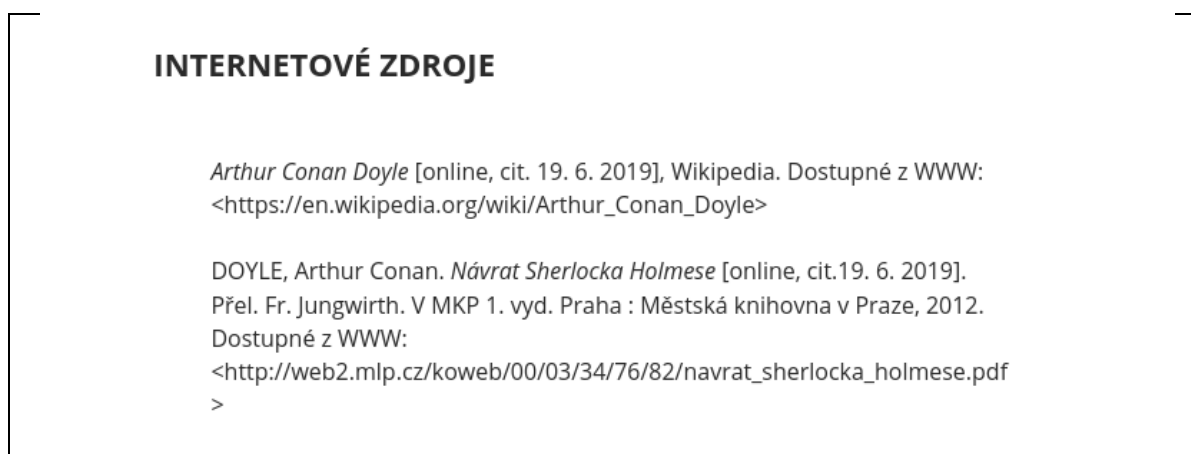 INTERNETOVÉ ZDROJE
Arthur Conan Doyle [online, cit. 19. 6. 2019], Wikipedia. Dostupné z WWW:
<https://en.wikipedia.org/wiki/Arthur_Conan_Doyle>
DOYLE, Arthur Conan. Návrat Sherlocka Holmese [online, cit.19. 6. 2019].
Přel. Fr. Jungwirth. V MKP 1. vyd. Praha : Městská knihovna v Praze, 2012.
Dostupné z WWW:
<http://web2.mlp.cz/koweb/00/03/34/76/82/navrat_sherlocka_holmese.pdf
>